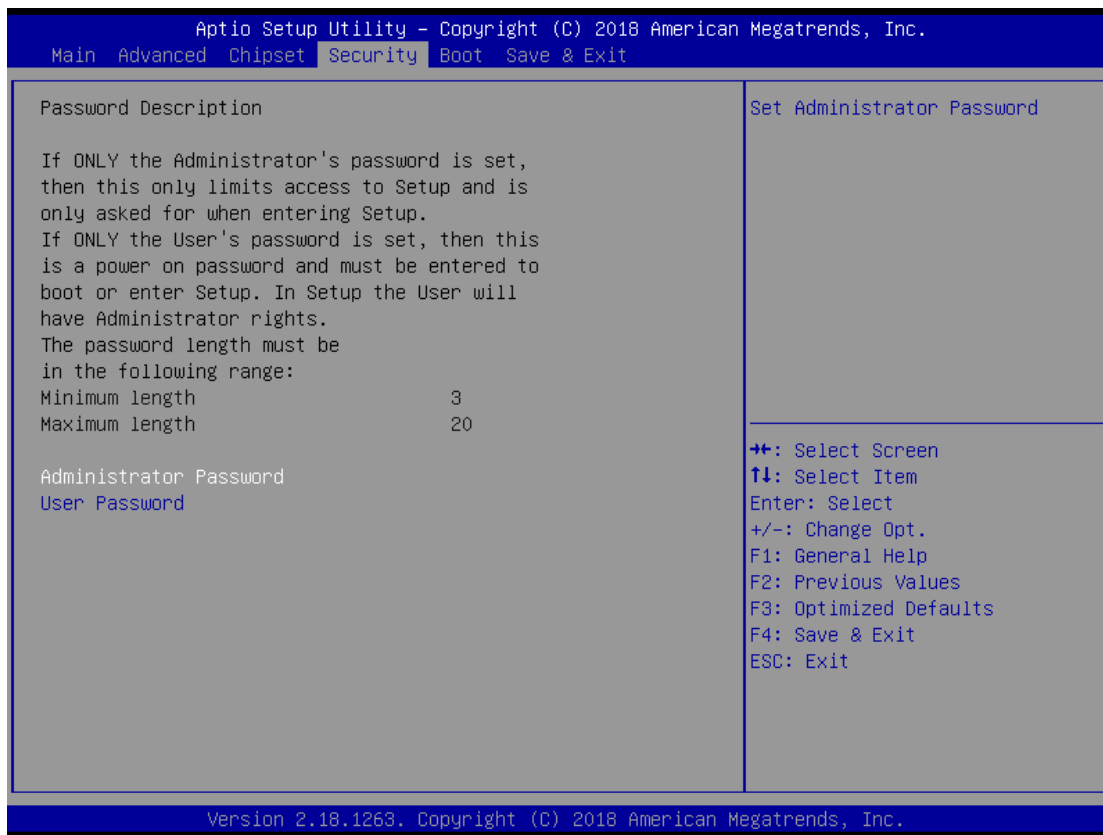 Aptio Setup Utility – Copyright (C) 2018 American Megatrends, Inc.
Main Advanced Chipset Security Boot Save & Exit
Password Description
If ONLY the Administrator's password is set,
then this only limits access to Setup and is
only asked for when entering Setup.
If ONLY the User's password is set, then this
is a power on password and must be entered to
boot or enter Setup. In Setup the User will
have Administrator rights.
The password length must be
in the following range:
Minimum length 3
Maximum length 20
Administrator Password
User Password
Set Administrator Password
→←: Select Screen
↑↓: Select Item
Enter: Select
+/-: Change Opt.
F1: General Help
F2: Previous Values
F3: Optimized Defaults
F4: Save & Exit
ESC: Exit
Version 2.18.1263. Copyright (C) 2018 American Megatrends, Inc.